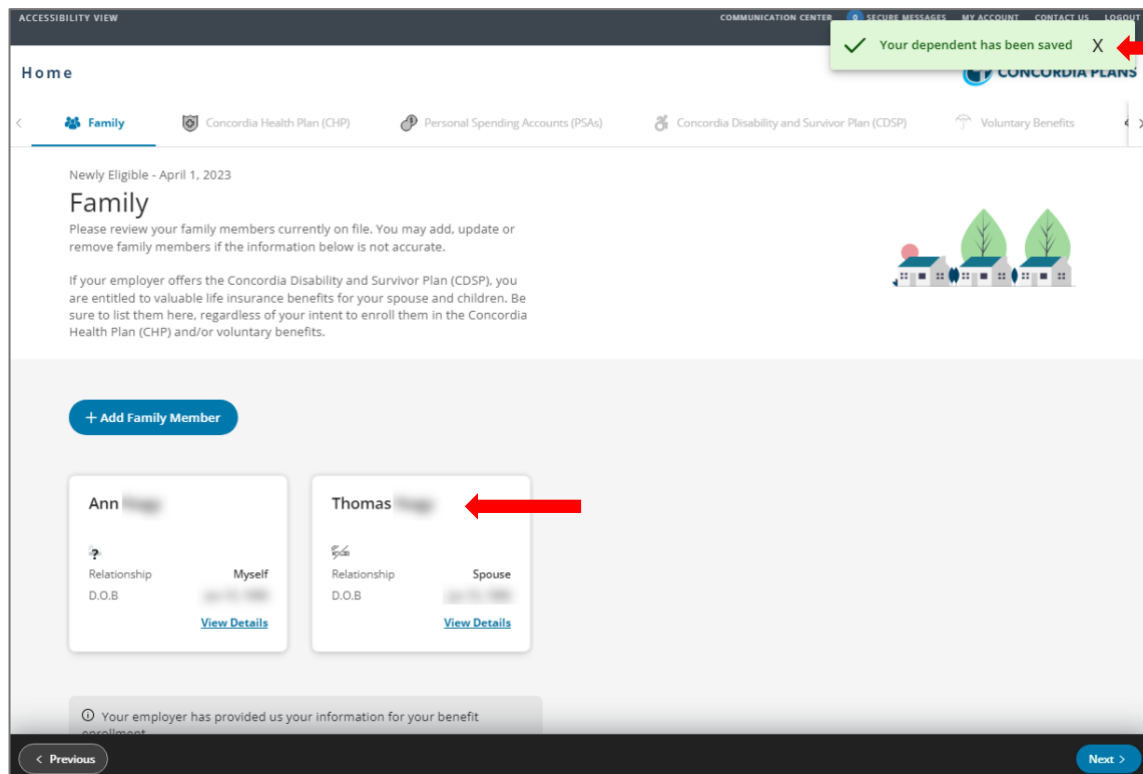 ACCESSIBILITY VIEW
COMMUNICATION CENTER 0 SECURE MESSAGES MY ACCOUNT CONTACT US LOGOUT
Your dependent has been saved X
Home
CONCORDIA PLANS
Family
Concordia Health Plan (CHP)
Personal Spending Accounts (PSAs)
Concordia Disability and Survivor Plan (CDSP)
Voluntary Benefits
Newly Eligible - April 1, 2023
Family
Please review your family members currently on file. You may add, update or
remove family members if the information below is not accurate.
If your employer offers the Concordia Disability and Survivor Plan (CDSP), you
are entitled to valuable life insurance benefits for your spouse and children. Be
sure to list them here, regardless of your intent to enroll them in the Concordia
Health Plan (CHP) and/or voluntary benefits.
+ Add Family Member
Ann
?
Relationship Myself
D.O.B
View Details
Thomas
Relationship Spouse
D.O.B
View Details
Your employer has provided us your information for your benefit
enrollment
< Previous
Next >